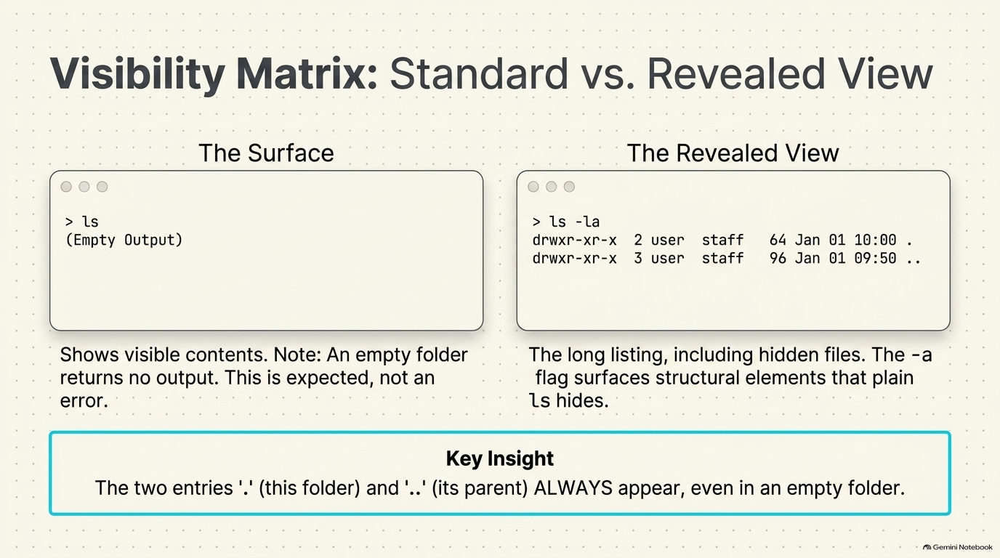 Visibility Matrix: Standard vs. Revealed View
The Surface
> ls
(Empty Output)
Shows visible contents. Note: An empty folder
returns no output. This is expected, not an
error.
The Revealed View
> ls -la
drwxr-xr-x  2 user  staff   64 Jan 01 10:00 .
drwxr-xr-x  3 user  staff   96 Jan 01 09:50 ..
The long listing, including hidden files. The -a
flag surfaces structural elements that plain
ls hides.
Key Insight
The two entries '.' (this folder) and '..' (its parent) ALWAYS appear, even in an empty folder.
Gemini Notebook